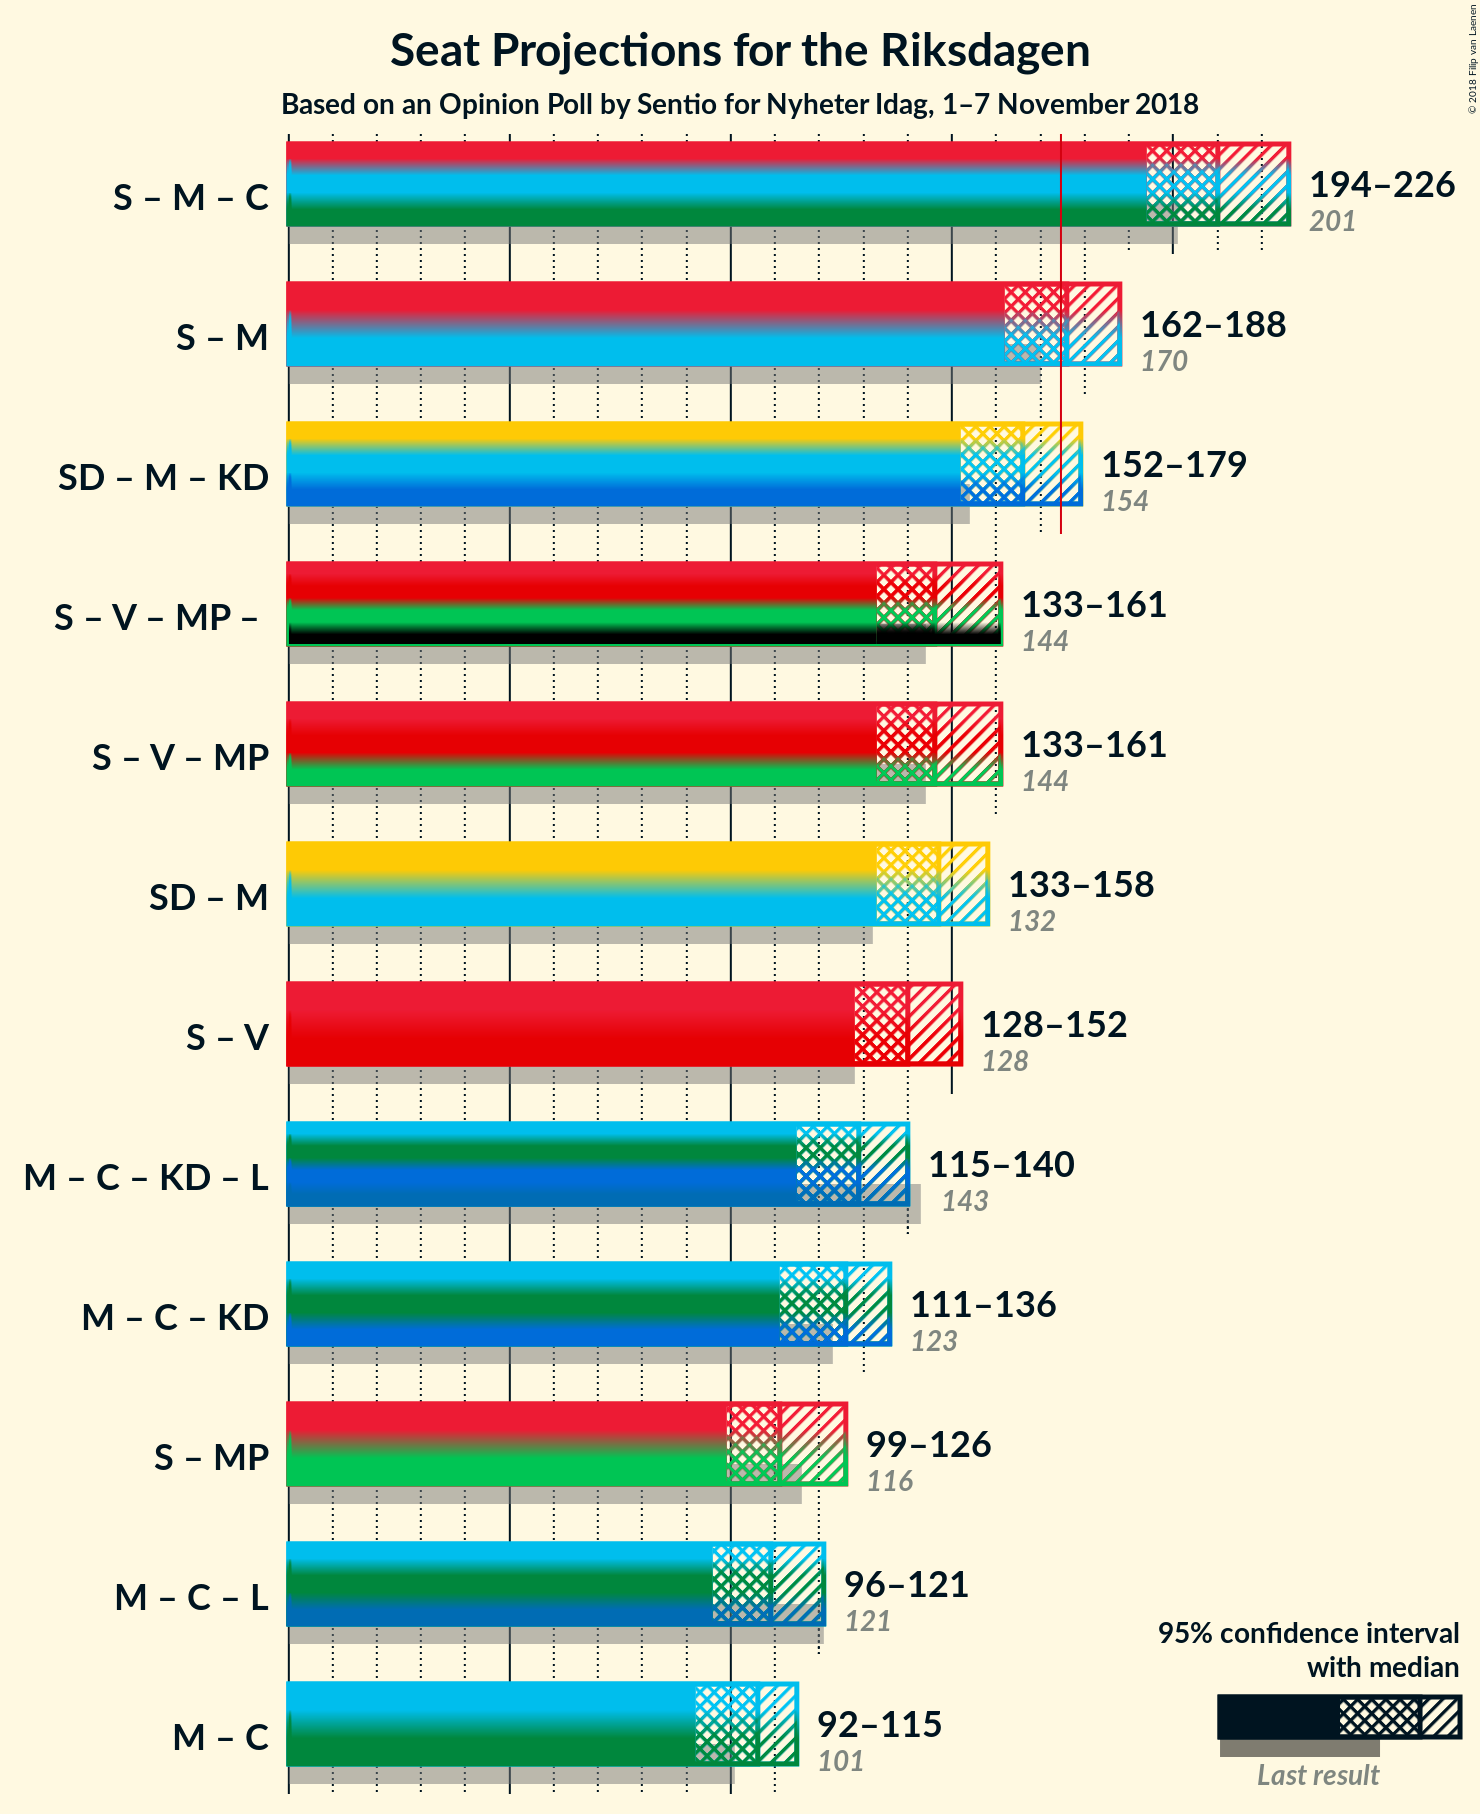 Seat Projections for the Riksdagen
Based on an Opinion Poll by Sentio for Nyheter Idag, 1–7 November 2018
© 2018 Filip van Laenen
S – M – C
194–226
201
S – M
162–188
170
SD – M – KD
152–179
154
S – V – MP –
133–161
144
S – V – MP
133–161
144
SD – M
133–158
132
S – V
128–152
128
M – C – KD – L
115–140
143
M – C – KD
111–136
123
S – MP
99–126
116
M – C – L
96–121
121
M – C
92–115
101
95% confidence interval
with median
Last result